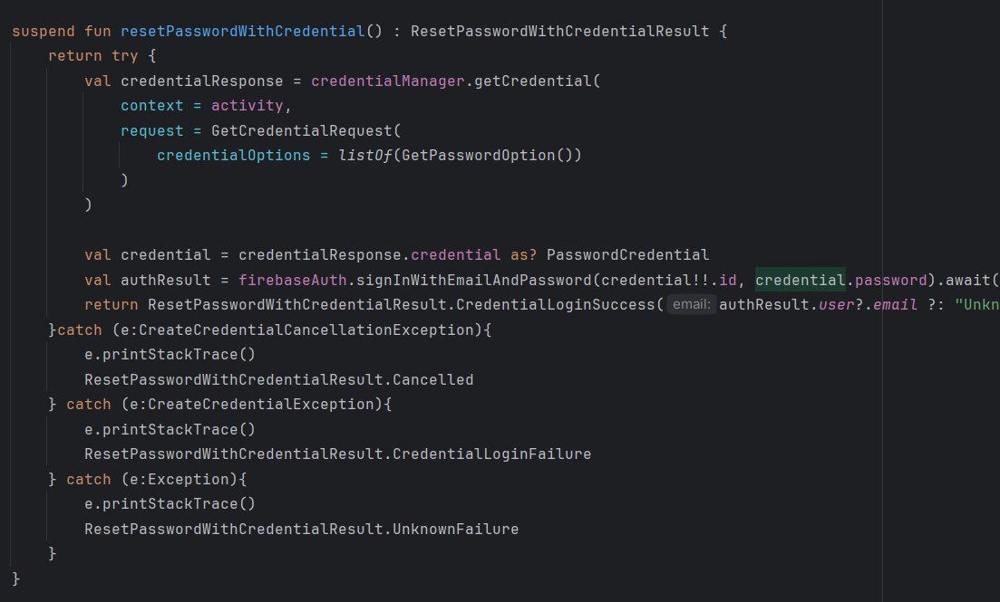 suspend fun resetPasswordWithCredential() : ResetPasswordWithCredentialResult {
    return try {
        val credentialResponse = credentialManager.getCredential(
            context = activity,
            request = GetCredentialRequest(
                credentialOptions = listOf(GetPasswordOption())
            )
        )

        val credential = credentialResponse.credential as? PasswordCredential
        val authResult = firebaseAuth.signInWithEmailAndPassword(credential!!.id, credential.password).await(
        return ResetPasswordWithCredentialResult.CredentialLoginSuccess( email: authResult.user?.email ?: "Unkn
    }catch (e:CreateCredentialCancellationException){
        e.printStackTrace()
        ResetPasswordWithCredentialResult.Cancelled
    } catch (e:CreateCredentialException){
        e.printStackTrace()
        ResetPasswordWithCredentialResult.CredentialLoginFailure
    } catch (e:Exception){
        e.printStackTrace()
        ResetPasswordWithCredentialResult.UnknownFailure
    }
}